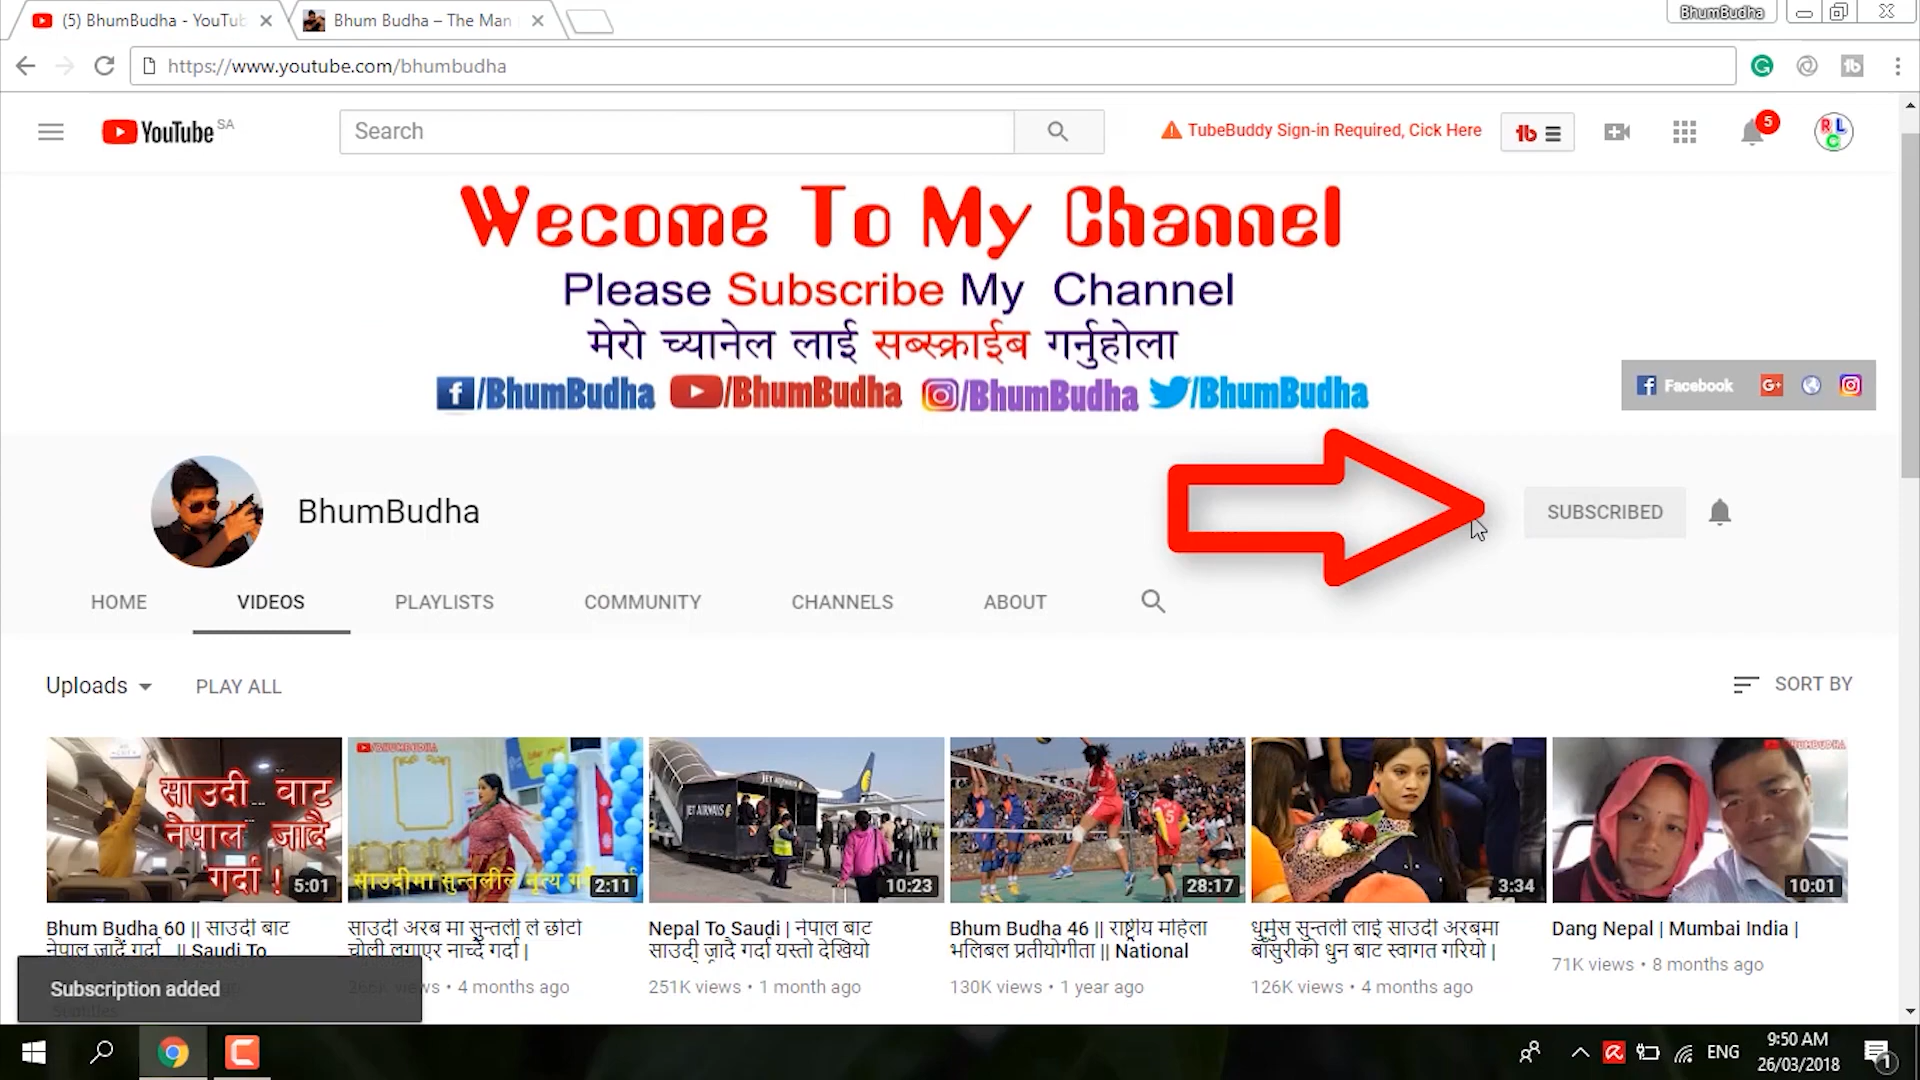 (5) BhumBudha - YouTub
Bhum Budha – The Man
BhumBudha
https://www.youtube.com/bhumbudha
YouTube SA
Search
TubeBuddy Sign-in Required, Cick Here
5
Wecome To My Channel
Please Subscribe My Channel
मेरो च्यानेल लाई सब्स्क्राईब गर्नुहोला
/BhumBudha /BhumBudha /BhumBudha /BhumBudha
Facebook
BhumBudha
SUBSCRIBED
HOME VIDEOS PLAYLISTS COMMUNITY CHANNELS ABOUT
Uploads PLAY ALL
SORT BY
साउदी वाट
नेपाल जादै
गर्दा !
5:01
साउदीमा सुन्तलीले नृत्य
2:11
JET AIRWAYS
10:23
28:17
3:34
10:01
Bhum Budha 60 || साउदी बाट
नेपाल जादैं गर्दा || Saudi To
साउदी अरब मा सुन्तली ले छोटो
चोली लगाएर नाच्दै गर्दा |
views • 4 months ago
Nepal To Saudi | नेपाल बाट
साउदी जादै गर्दा यस्तो देखियो
251K views • 1 month ago
Bhum Budha 46 || राष्ट्रीय महिला
भलिबल प्रतीयोगीता || National
130K views • 1 year ago
धुर्मुस सुन्तली लाई साउदी अरबमा
बाँसुरीको धुन बाट स्वागत गरियो |
126K views • 4 months ago
Dang Nepal | Mumbai India |
71K views • 8 months ago
Subscription added
ENG
9:50 AM
26/03/2018
1